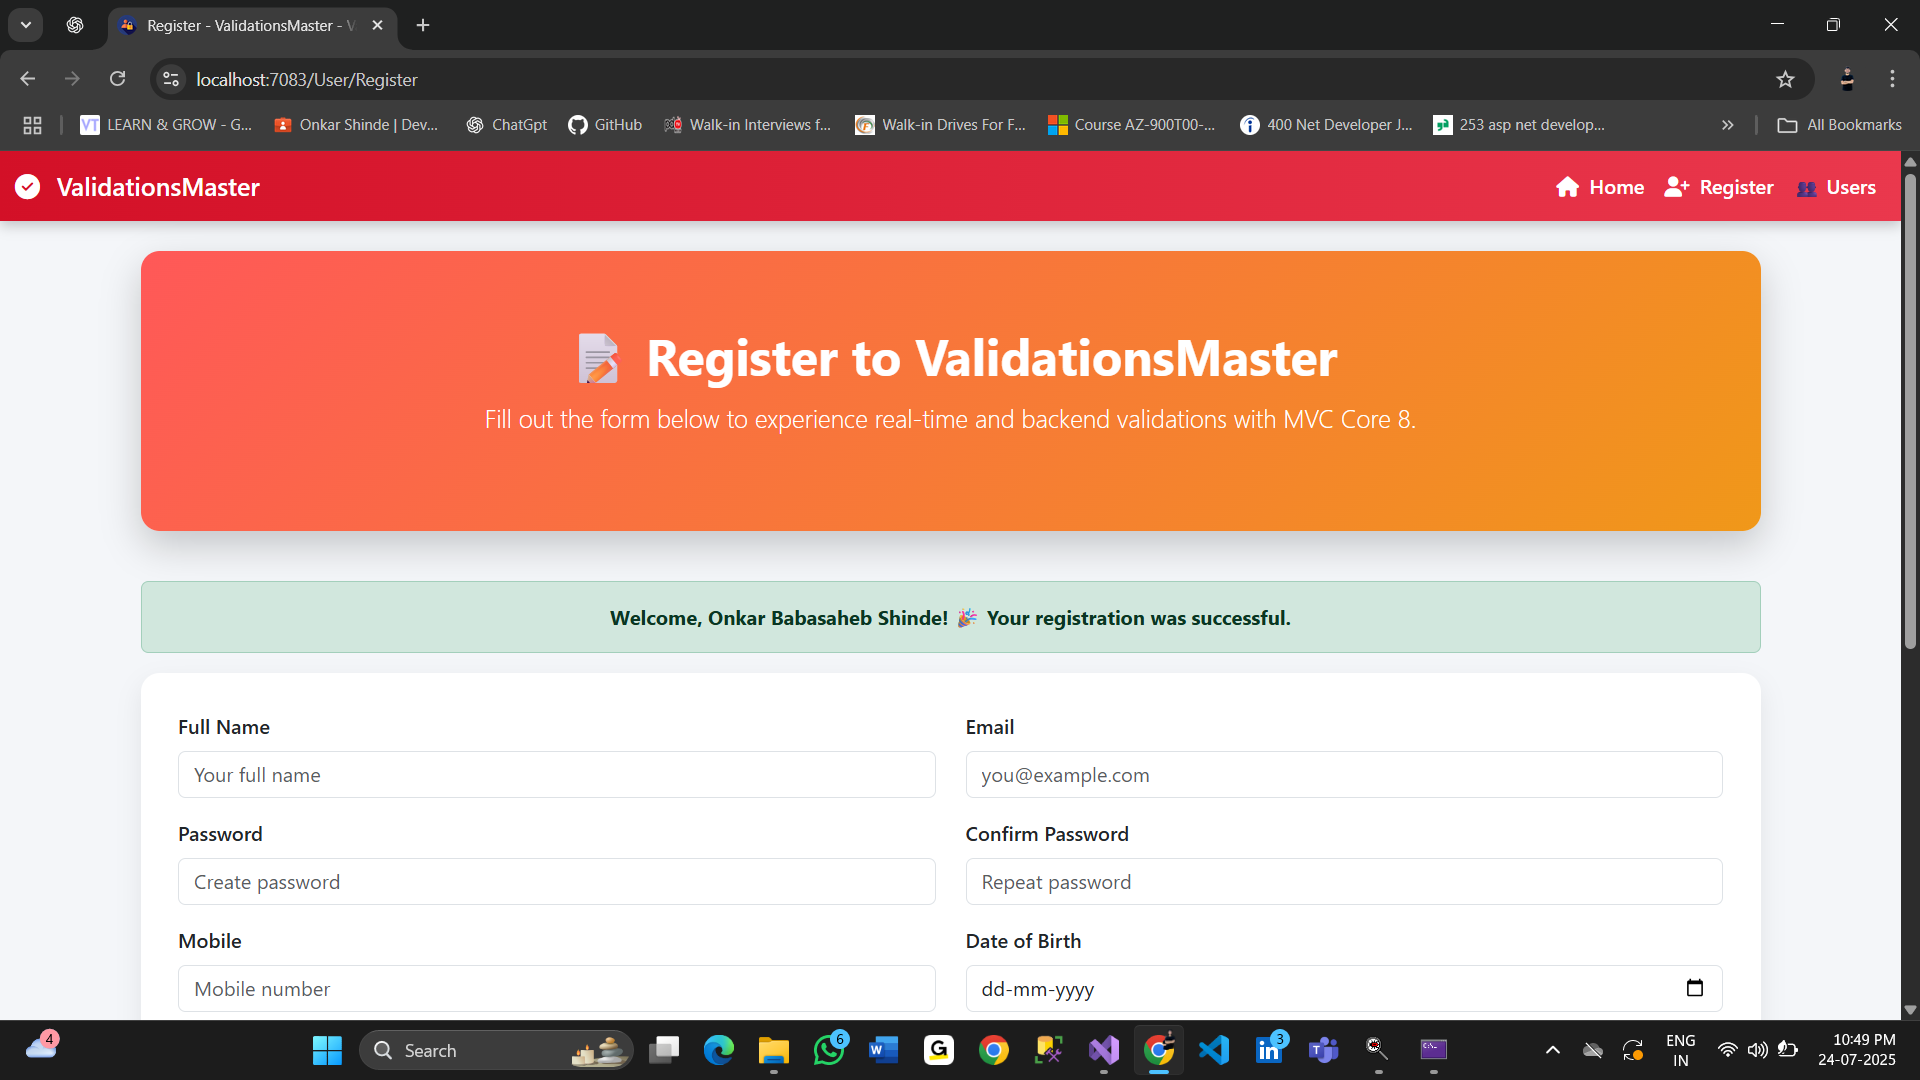 Register - ValidationsMaster - V
localhost:7083/User/Register
VT LEARN & GROW - G...
Onkar Shinde | Dev...
ChatGpt
GitHub
Walk-in Interviews f...
Walk-in Drives For F...
Course AZ-900T00-...
400 Net Developer J...
253 asp net develop...
All Bookmarks
ValidationsMaster
Home
Register
Users
Register to ValidationsMaster
Fill out the form below to experience real-time and backend validations with MVC Core 8.
Welcome, Onkar Babasaheb Shinde! 🎉 Your registration was successful.
Full Name
Email
Your full name
you@example.com
Password
Confirm Password
Create password
Repeat password
Mobile
Date of Birth
Mobile number
dd-mm-yyyy
4
Search
6
3
ENG
IN
10:49 PM
24-07-2025